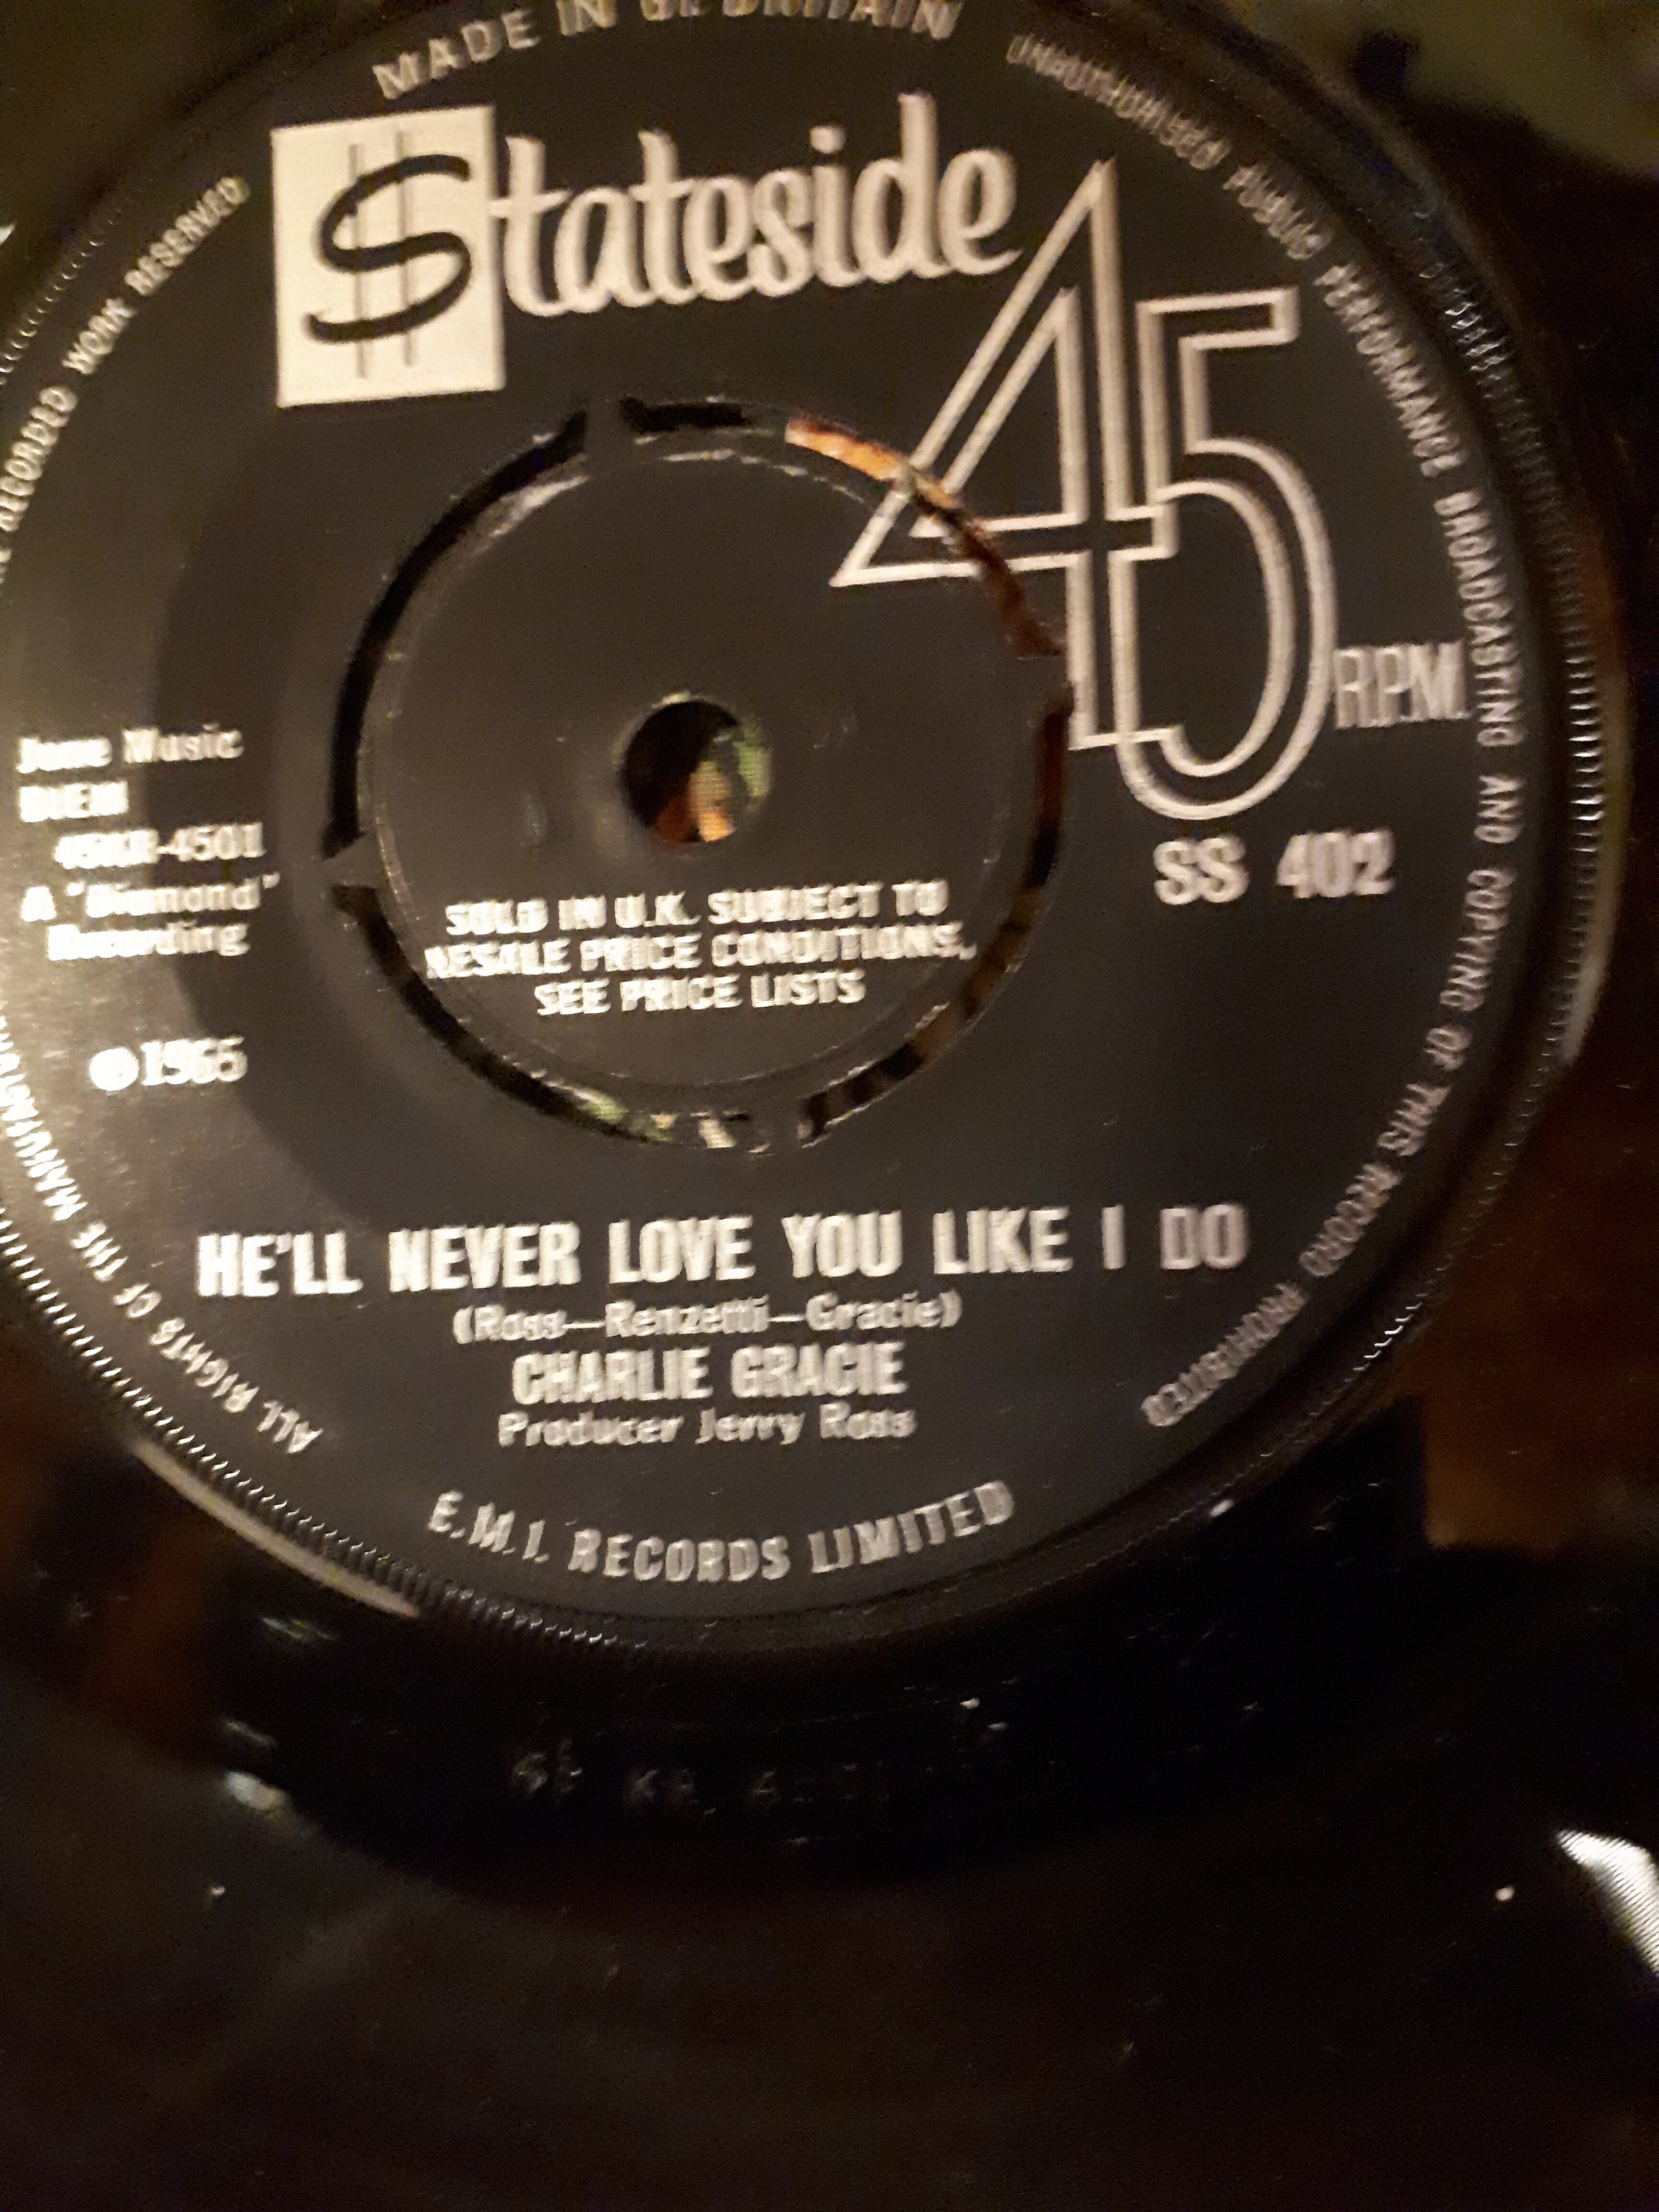 MADE IN GT BRITAIN
UNAUTHORISED PUBLIC PERFORMANCE BROADCASTING AND COPYING OF THIS RECORD PROHIBITED
RECORDED WORK RESERVED
Stateside
45
R.P.M.
June Music
BIEM
45KR-4501
A "Diamond"
Recording
SS 402
SOLD IN U.K. SUBJECT TO
RESALE PRICE CONDITIONS,
SEE PRICE LISTS
℗1965
HE'LL NEVER LOVE YOU LIKE I DO
(Ross—Renzetti—Gracie)
CHARLIE GRACIE
Producer Jerry Ross
ALL RIGHTS OF THE
E.M.I. RECORDS LIMITED